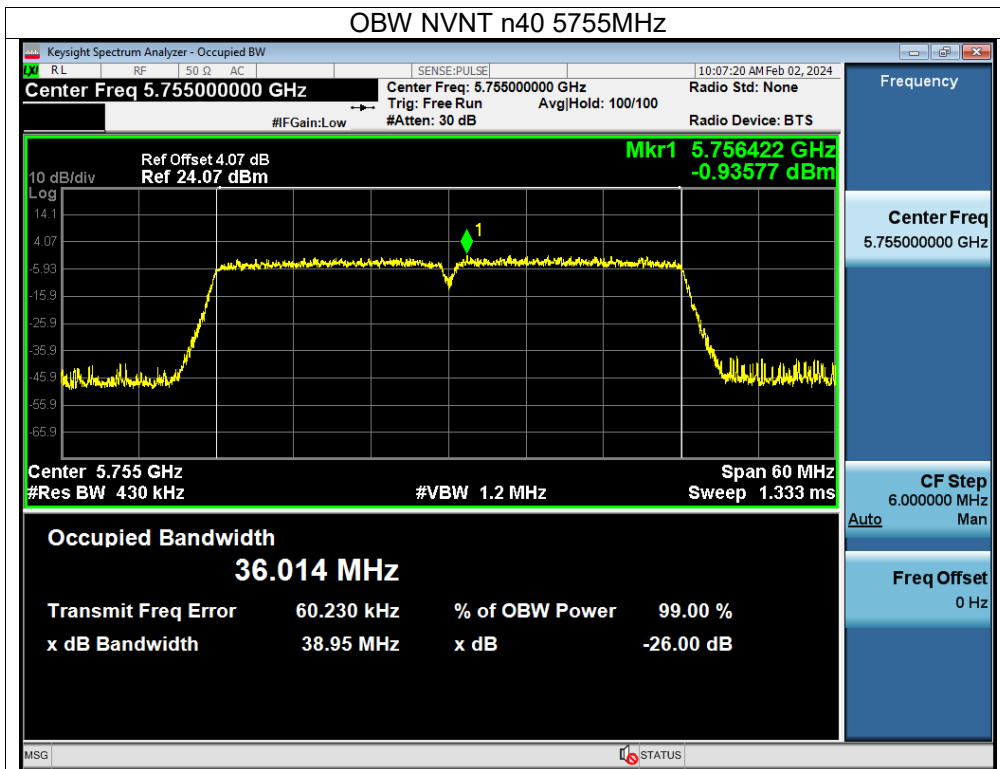 OBW NVNT n40 5755MHz
Keysight Spectrum Analyzer - Occupied BW
LXI RL RF 50 Ω AC SENSE:PULSE 10:07:20 AM Feb 02, 2024
Center Freq 5.755000000 GHz
Center Freq: 5.755000000 GHz Radio Std: None
Trig: Free Run Avg|Hold: 100/100
#IFGain:Low #Atten: 30 dB Radio Device: BTS
Frequency
Mkr1 5.756422 GHz
-0.93577 dBm
Ref Offset 4.07 dB
10 dB/div Ref 24.07 dBm
Log
14.1
4.07
-5.93
-15.9
-25.9
-35.9
-45.9
-55.9
-65.9
1
Center 5.755 GHz Span 60 MHz
#Res BW 430 kHz #VBW 1.2 MHz Sweep 1.333 ms
Center Freq
5.755000000 GHz
CF Step
6.000000 MHz
Auto Man
Freq Offset
0 Hz
Occupied Bandwidth
36.014 MHz
Transmit Freq Error 60.230 kHz % of OBW Power 99.00 %
x dB Bandwidth 38.95 MHz x dB -26.00 dB
MSG STATUS